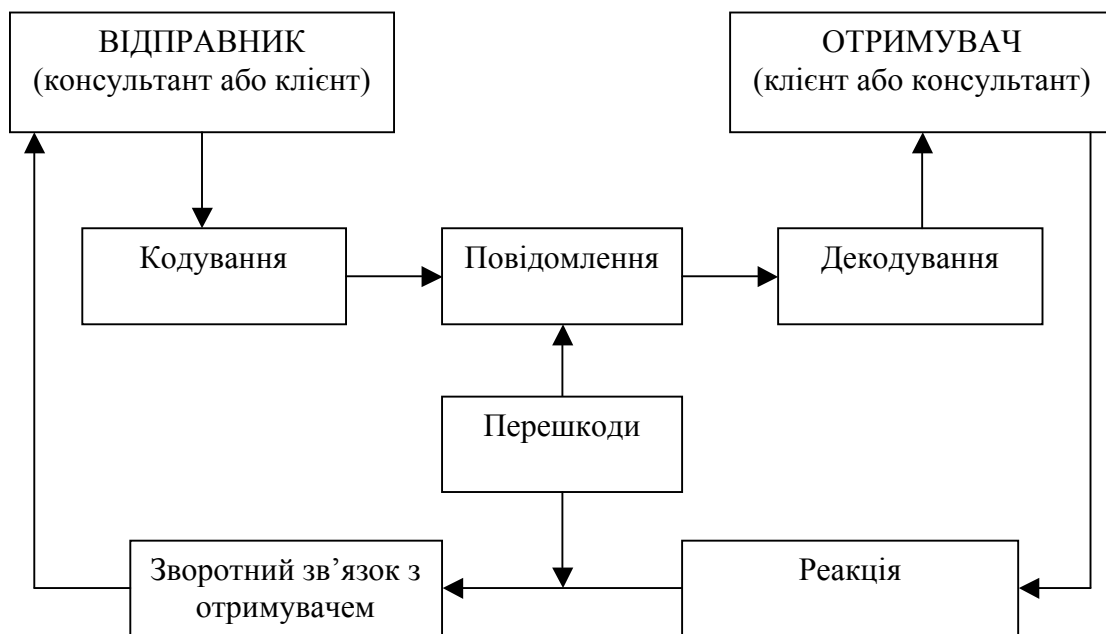 ВІДПРАВНИК
(консультант або клієнт)
ОТРИМУВАЧ
(клієнт або консультант)
Кодування
Повідомлення
Декодування
Перешкоди
Зворотний зв’язок з
отримувачем
Реакція